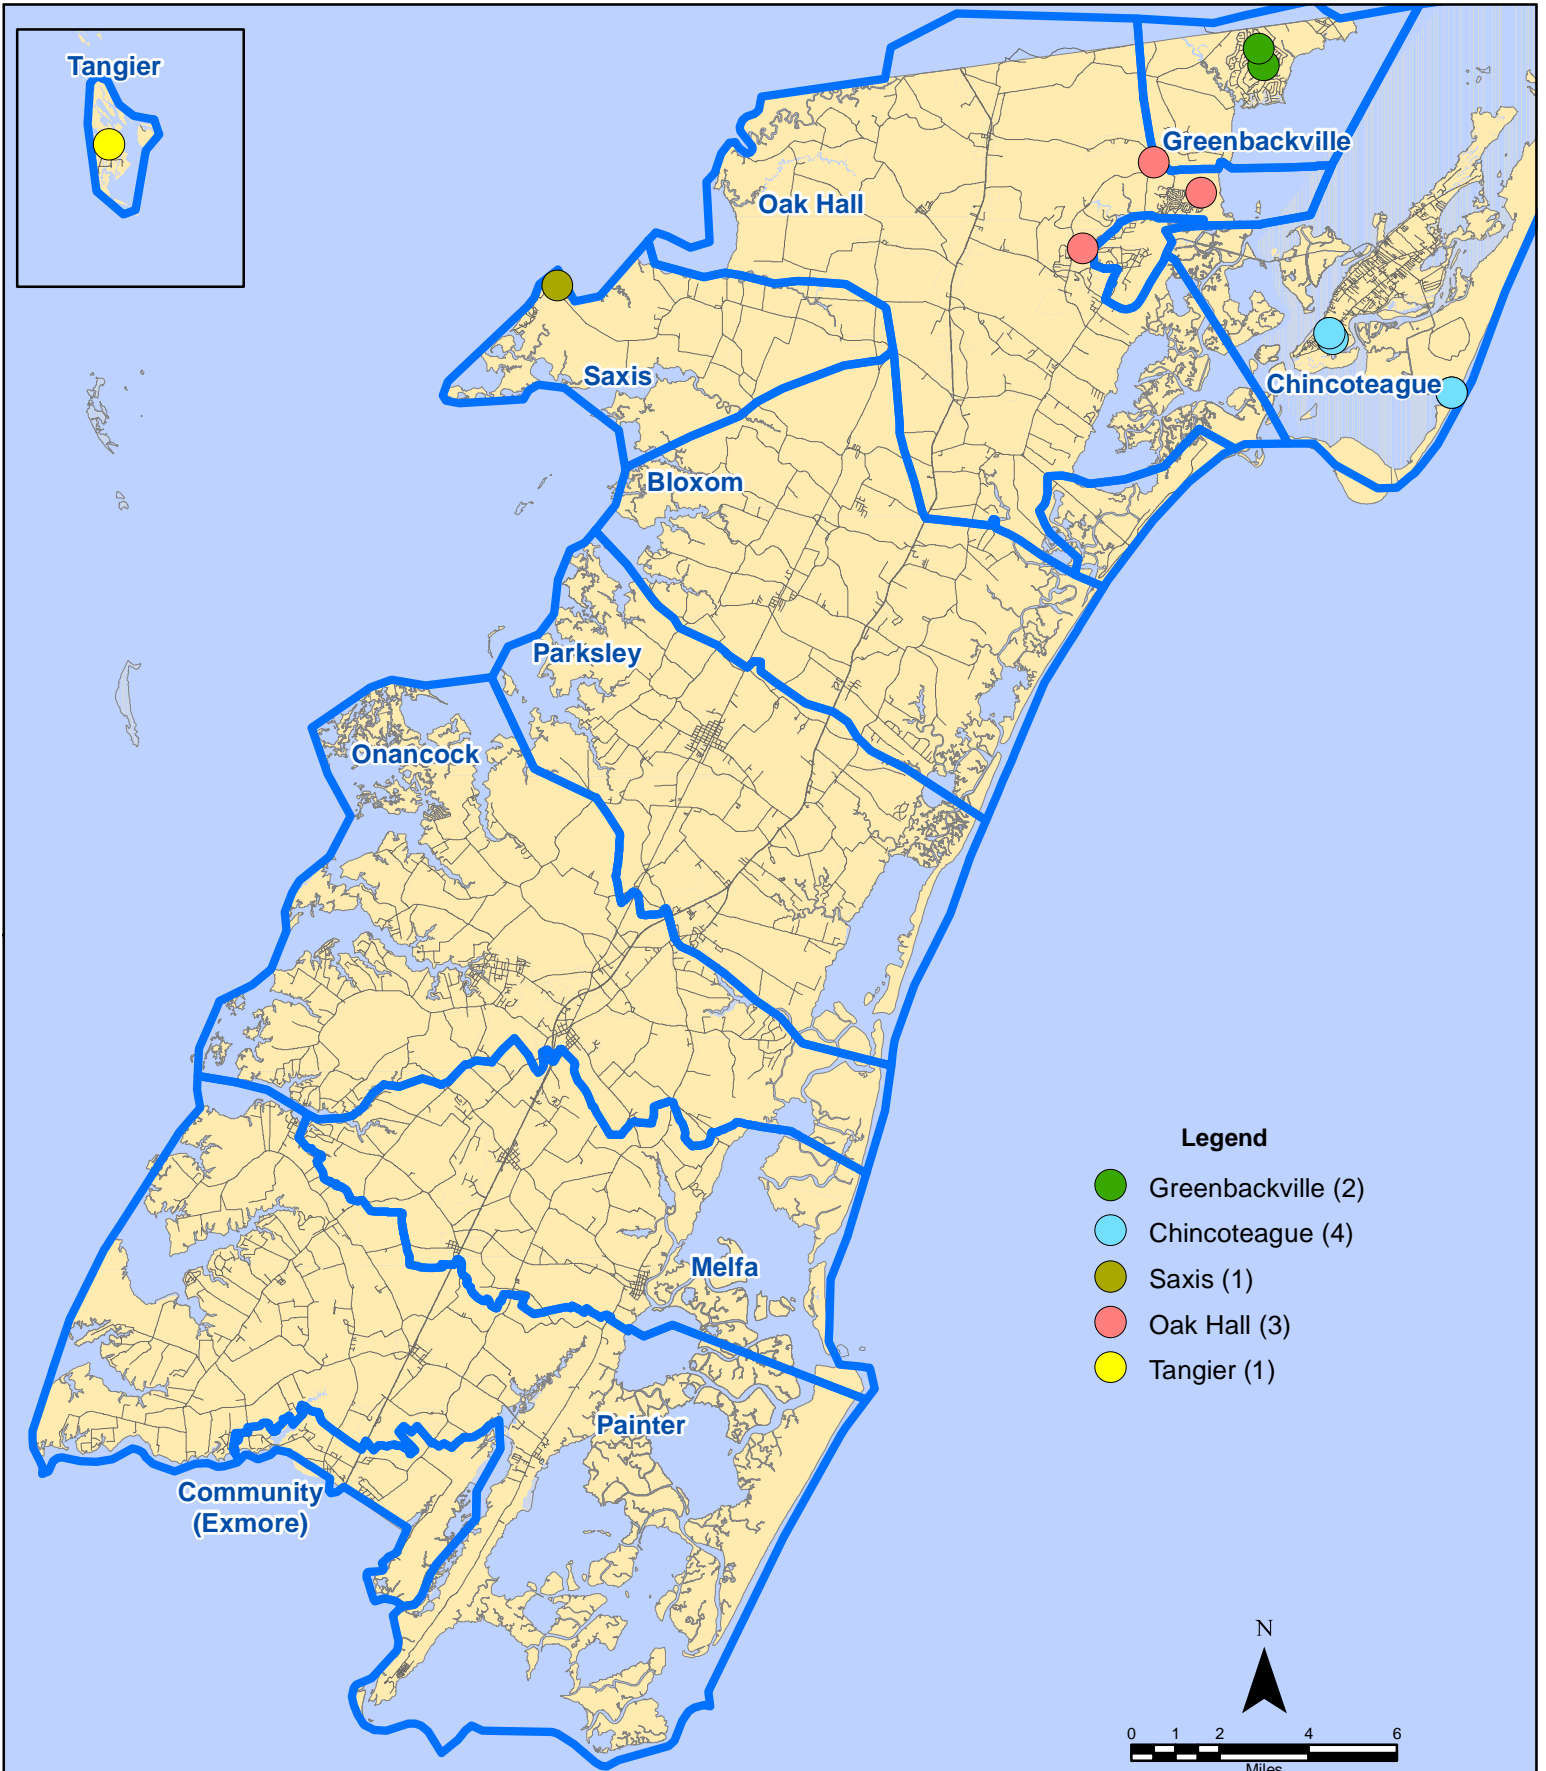 Tangier
Greenbackville
Oak Hall
Saxis
Chincoteague
Bloxom
Parksley
Onancock
Melfa
Painter
Community
(Exmore)
Legend
Greenbackville (2)
Chincoteague (4)
Saxis (1)
Oak Hall (3)
Tangier (1)
N
0 1 2 4 6
Miles